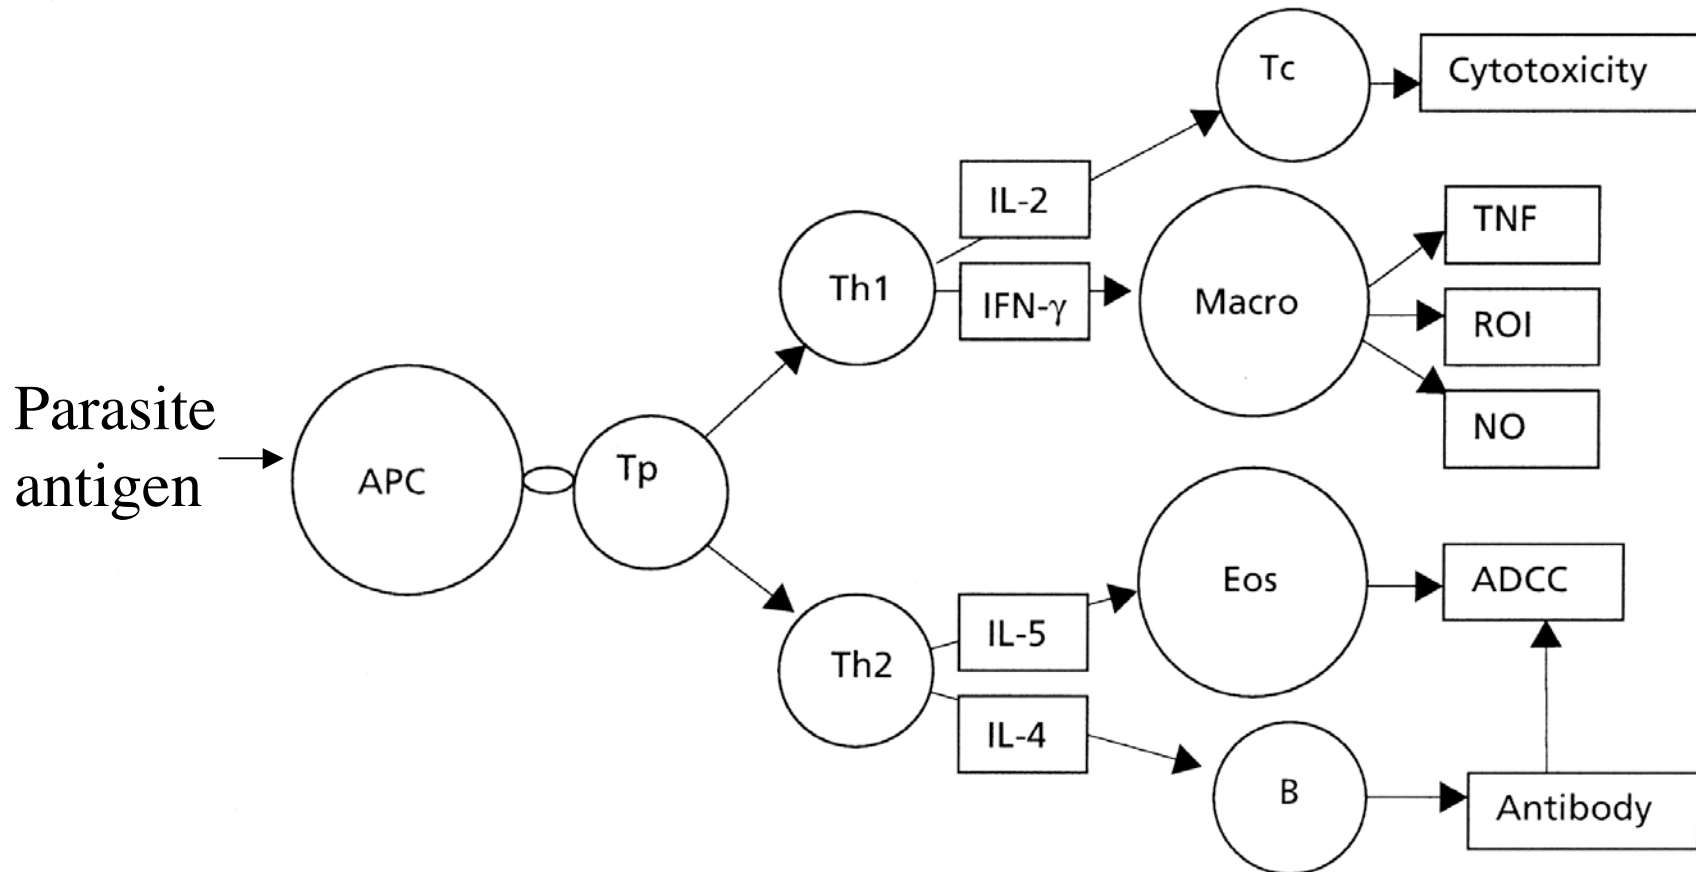 Parasite
antigen
APC
Tp
Th1
IL-2
IFN-γ
Tc
Cytotoxicity
Macro
TNF
ROI
NO
Th2
IL-5
IL-4
Eos
ADCC
B
Antibody